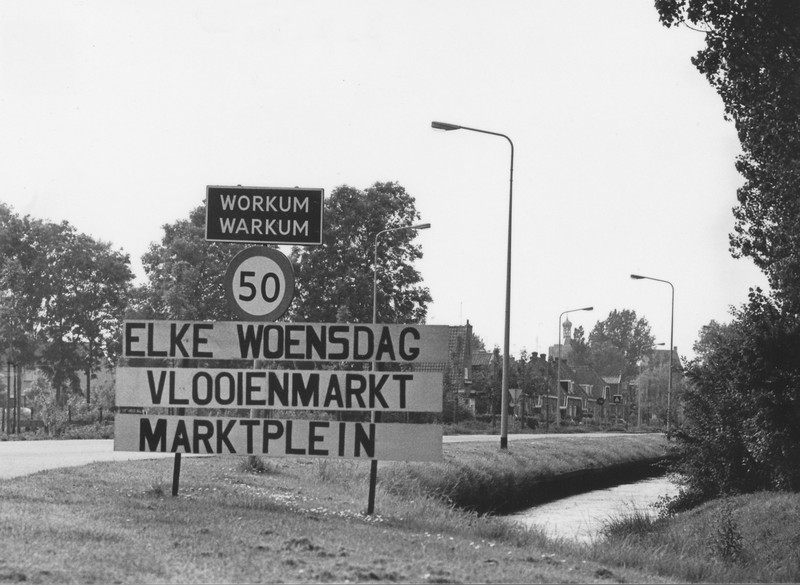 WORKUM
WARKUM
50
ELKE WOENSDAG
VLOOIENMARKT
MARKTPLEIN